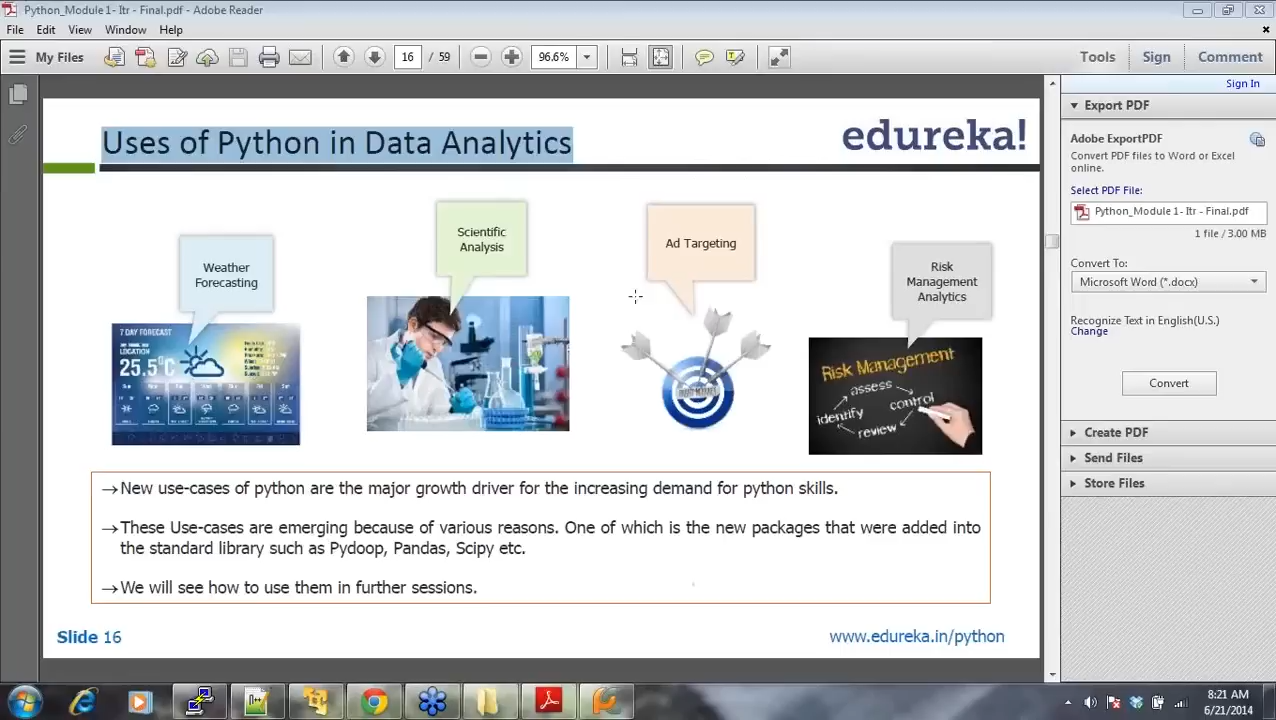 Python_Module 1- Itr - Final.pdf - Adobe Reader
File Edit View Window Help
My Files
16 / 59
96.6%
Tools Sign Comment
Sign In
Export PDF
Adobe ExportPDF
Convert PDF files to Word or Excel
online.
Select PDF File:
Python_Module 1- Itr - Final.pdf
1 file / 3.00 MB
Convert To:
Microsoft Word (*.docx)
Recognize Text in English(U.S.)
Change
Convert
Create PDF
Send Files
Store Files
Uses of Python in Data Analytics
edureka!
Weather
Forecasting
Scientific
Analysis
Ad Targeting
Risk
Management
Analytics
7 DAY FORECAST
LOCATION
25.5°C
Risk Management
assess
identify
control
review
→New use-cases of python are the major growth driver for the increasing demand for python skills.
→These Use-cases are emerging because of various reasons. One of which is the new packages that were added into
the standard library such as Pydoop, Pandas, Scipy etc.
→We will see how to use them in further sessions.
Slide 16
www.edureka.in/python
8:21 AM
6/21/2014